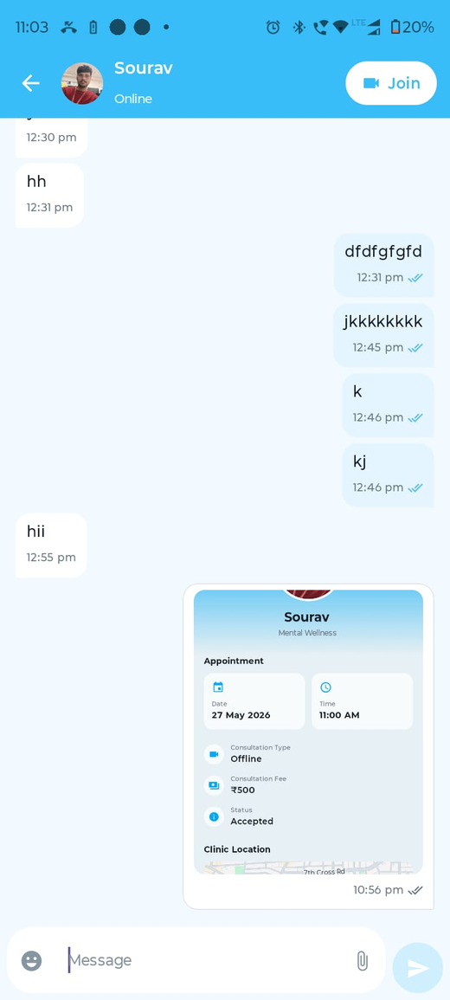 11:03
LTE
20%
Sourav
Online
Join
12:30 pm
hh
12:31 pm
dfdfgfgfd
12:31 pm
jkkkkkkkk
12:45 pm
k
12:46 pm
kj
12:46 pm
hii
12:55 pm
Sourav
Mental Wellness
Appointment
Date
27 May 2026
Time
11:00 AM
Consultation Type
Offline
Consultation Fee
₹500
Status
Accepted
Clinic Location
7th Cross Rd
10:56 pm
Message